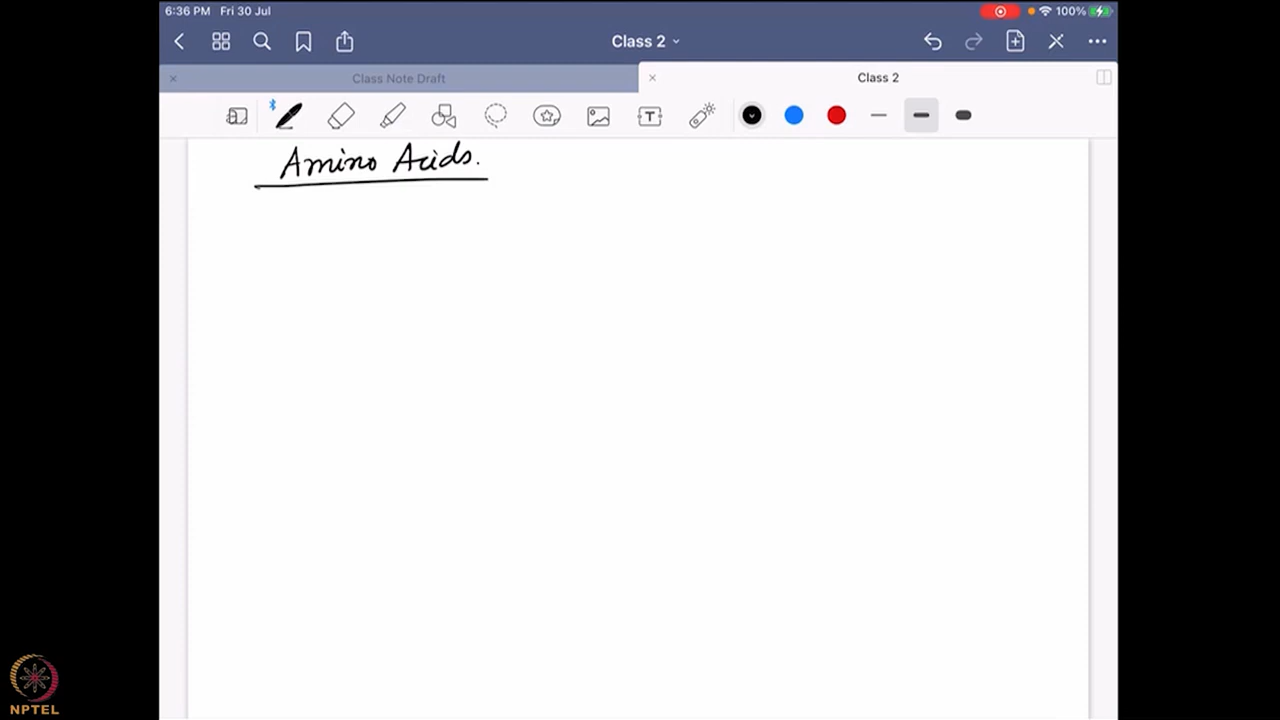 6:36 PM Fri 30 Jul 100%
Class 2
Class Note Draft
Class 2
T
Amino Acids.
NPTEL